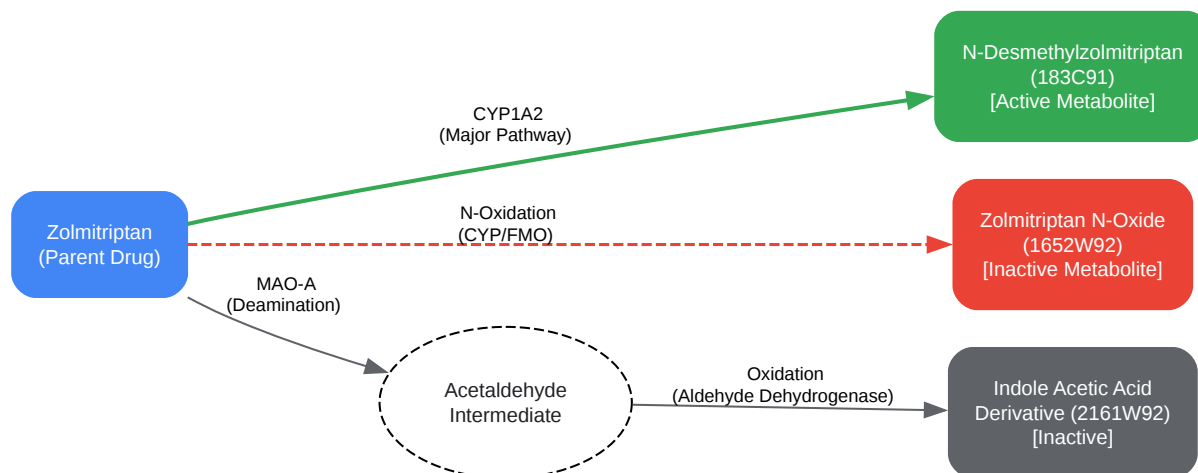 N-Desmethylzolmitriptan
(183C91)
[Active Metabolite]
CYP1A2
(Major Pathway)
Zolmitriptan
(Parent Drug)
N-Oxidation
(CYP/FMO)
Zolmitriptan N-Oxide
(1652W92)
[Inactive Metabolite]
MAO-A
(Deamination)
Acetaldehyde
Intermediate
Oxidation
(Aldehyde Dehydrogenase)
Indole Acetic Acid
Derivative (2161W92)
[Inactive]